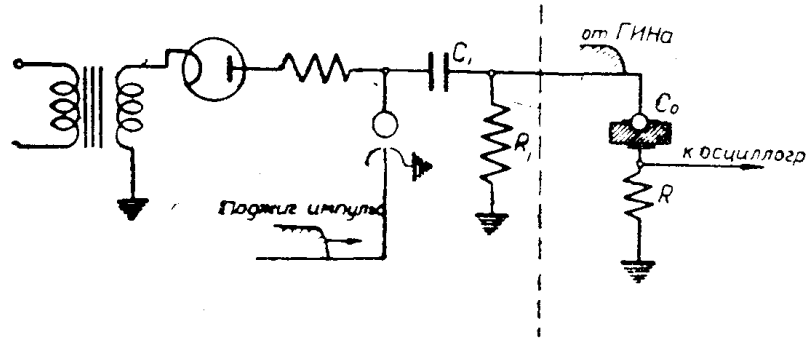 от ГИНа
C₁
C₀
R₁
к осциллогр
R
Поджиг импульс